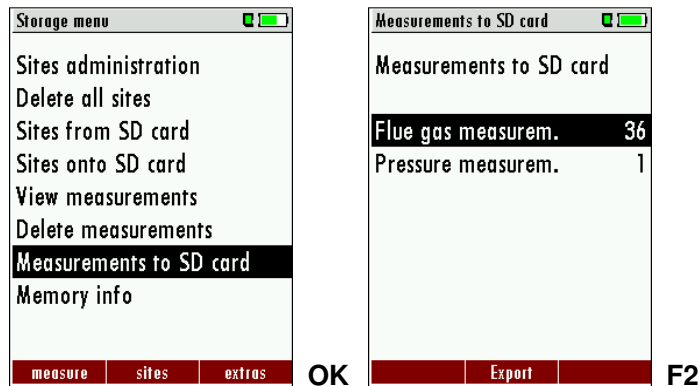 Storage menu
Sites administration
Delete all sites
Sites from SD card
Sites onto SD card
View measurements
Delete measurements
Measurements to SD card
Memory info
measure sites extras
OK
Measurements to SD card
Measurements to SD card
Flue gas measurem. 36
Pressure measurem. 1
Export
F2